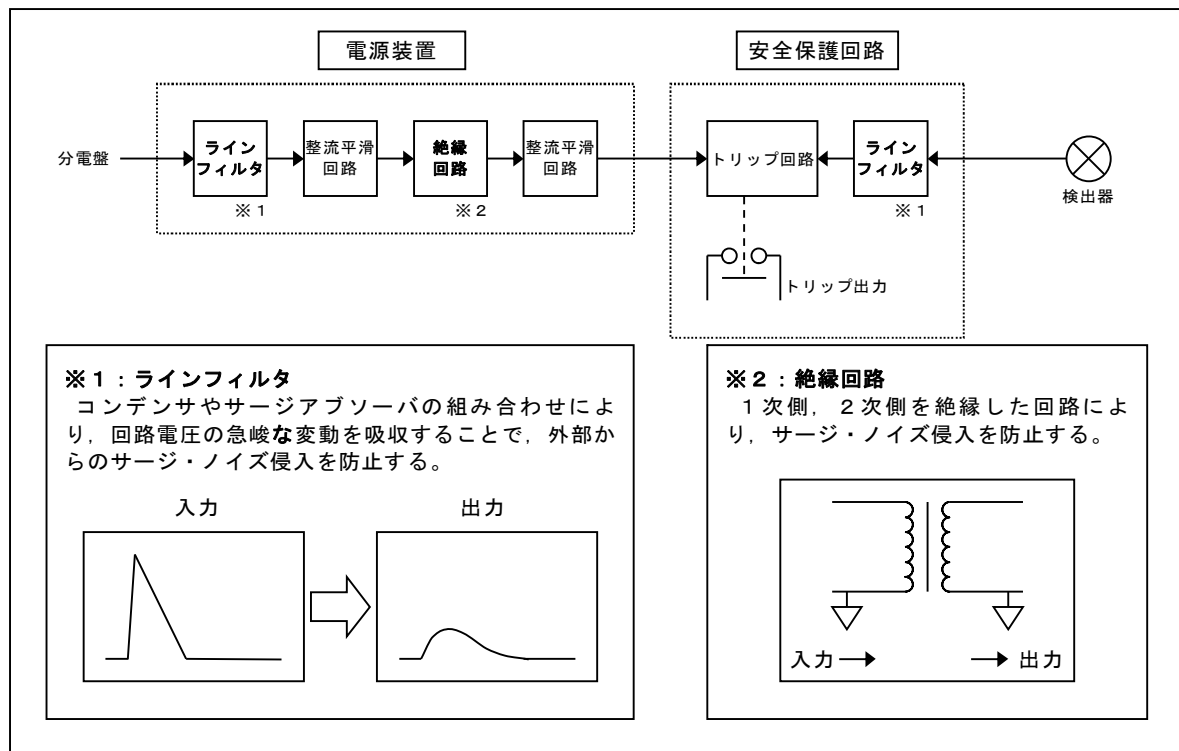 電源装置
安全保護回路
分電盤
ライン
フィルタ
※1
整流平滑
回路
絶縁
回路
※2
整流平滑
回路
トリップ回路
ライン
フィルタ
※1
検出器
トリップ出力
※1:ラインフィルタ
コンデンサやサージアブソーバの組み合わせによ
り,回路電圧の急峻な変動を吸収することで,外部か
らのサージ・ノイズ侵入を防止する。
入力
出力
※2:絶縁回路
1次側,2次側を絶縁した回路によ
り,サージ・ノイズ侵入を防止する。
入力
出力